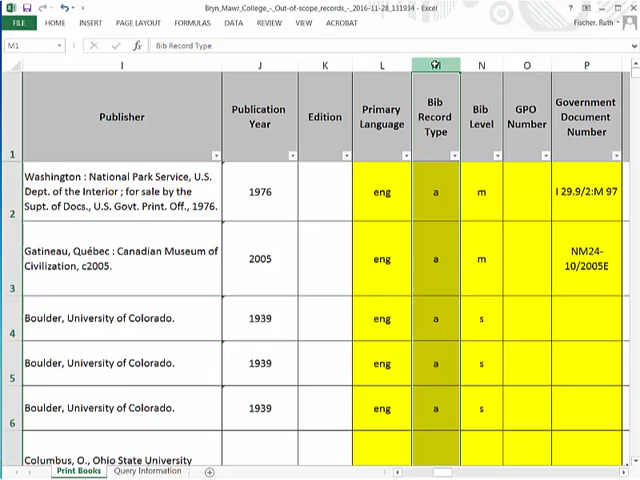 Bryn_Mawr_College_-_Out-of-scope_records_-_2016-11-28_131934 - Excel
FILE HOME INSERT PAGE LAYOUT FORMULAS DATA REVIEW VIEW ACROBAT Fischer, Ruth
M1 fx Bib Record Type
I J K L M N O P
1 Publisher Publication Year Edition Primary Language Bib Record Type Bib Level GPO Number Government Document Number
Washington : National Park Service, U.S.
Dept. of the Interior ; for sale by the 1976 eng a m I 29.9/2:M 97
2 Supt. of Docs., U.S. Govt. Print. Off., 1976.
Gatineau, Québec : Canadian Museum of NM24-
Civilization, c2005. 2005 eng a m 10/2005E
3
Boulder, University of Colorado. 1939 eng a s
4
Boulder, University of Colorado. 1939 eng a s
5
Boulder, University of Colorado. 1939 eng a s
6
Columbus, O., Ohio State University
Print Books Query Information